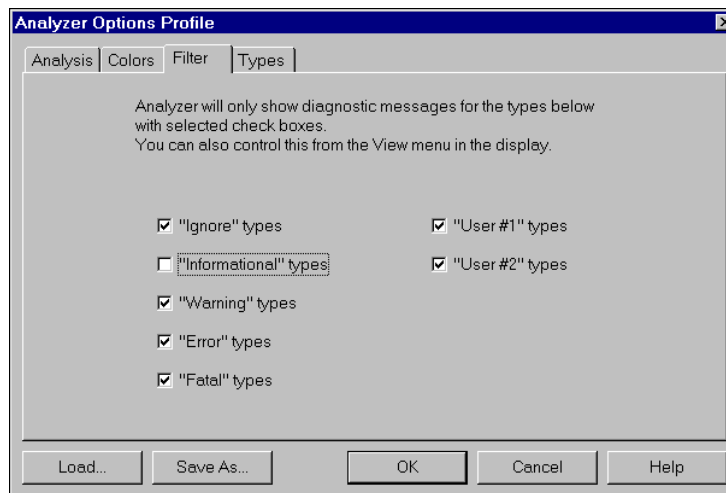 Analyzer Options Profile
Analysis Colors Filter Types
Analyzer will only show diagnostic messages for the types below
with selected check boxes.
You can also control this from the View menu in the display.
"Ignore" types "User #1" types
"Informational" types "User #2" types
"Warning" types
"Error" types
"Fatal" types
Load... Save As... OK Cancel Help